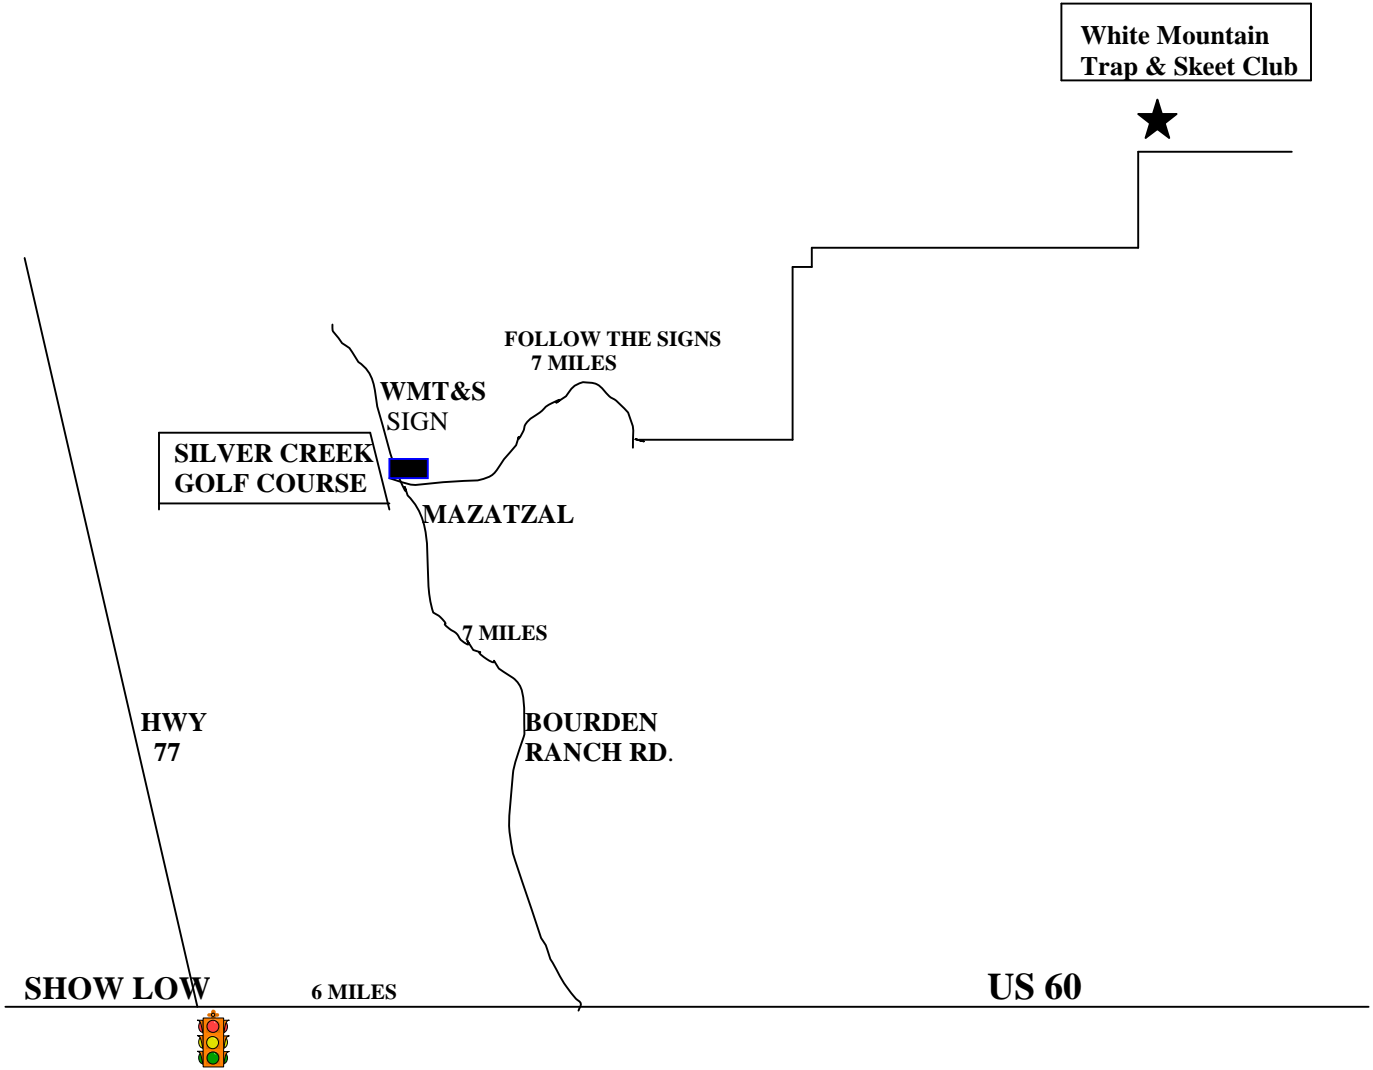 White Mountain
Trap & Skeet Club
FOLLOW THE SIGNS
7 MILES
WMT&S
SIGN
SILVER CREEK
GOLF COURSE
MAZATZAL
7 MILES
HWY
77
BOURDEN
RANCH RD.
SHOW LOW
6 MILES
US 60